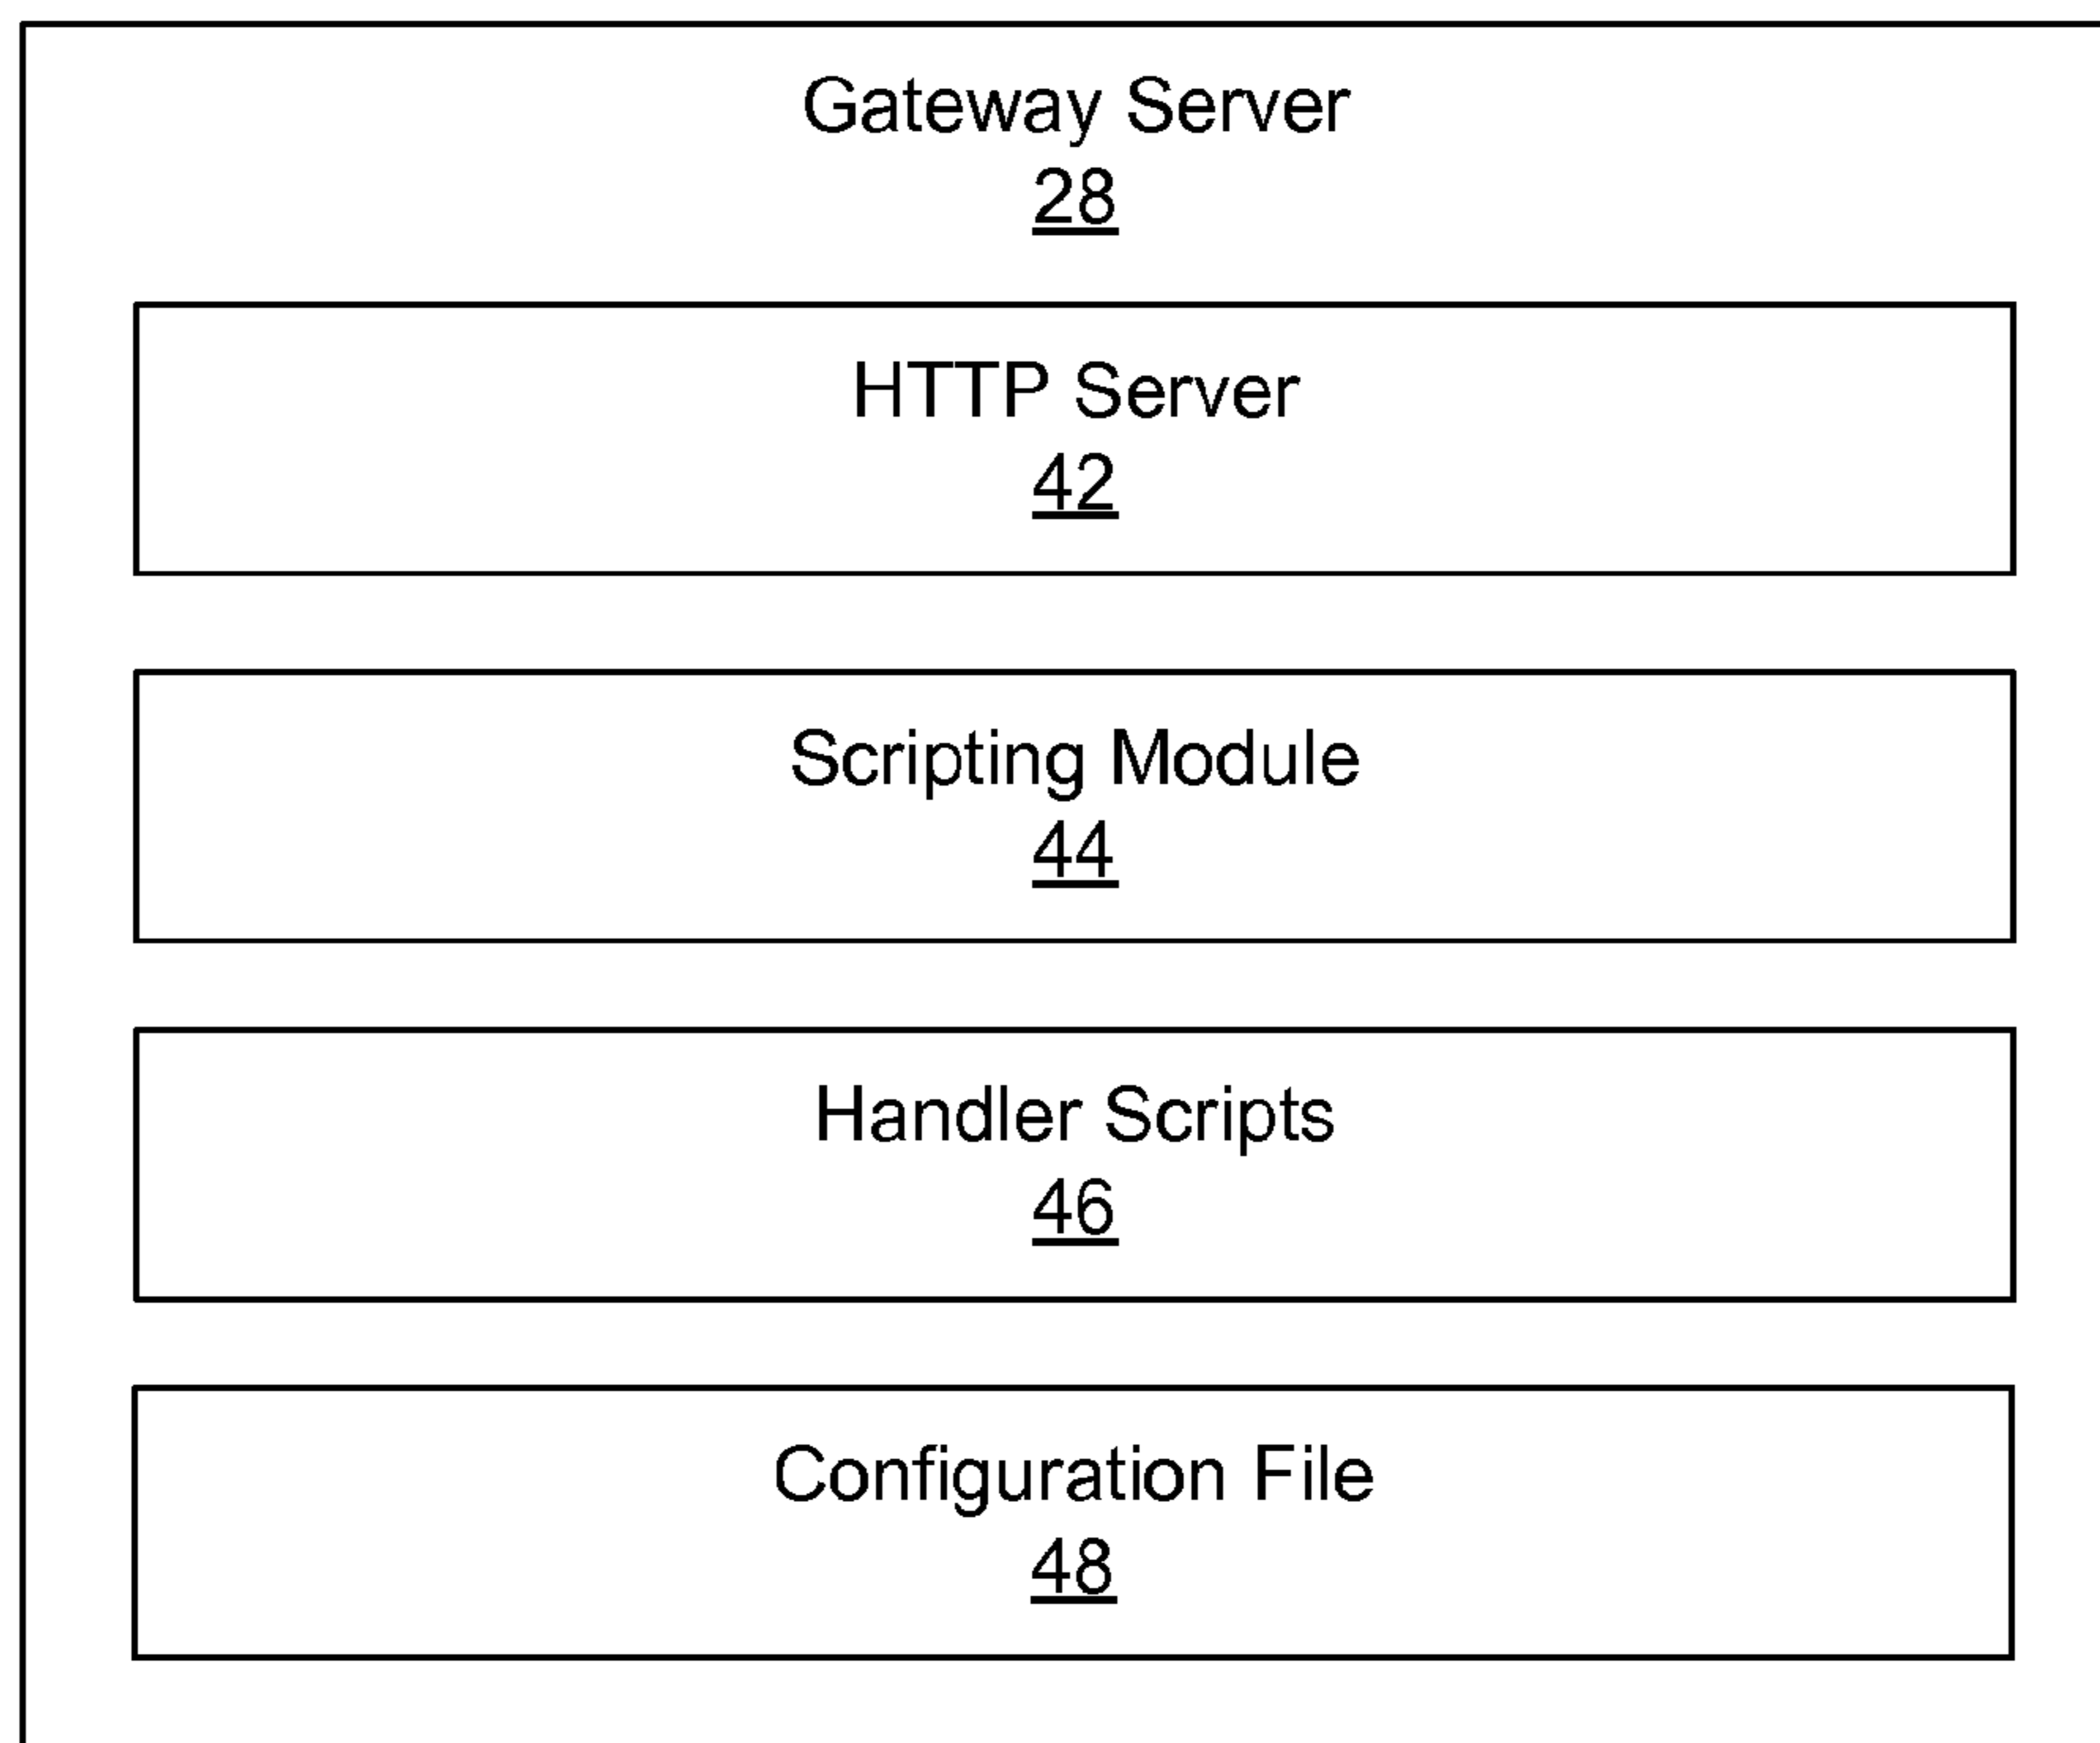 Gateway Server
28
HTTP Server
42
Scripting Module
44
Handler Scripts
46
Configuration File
48